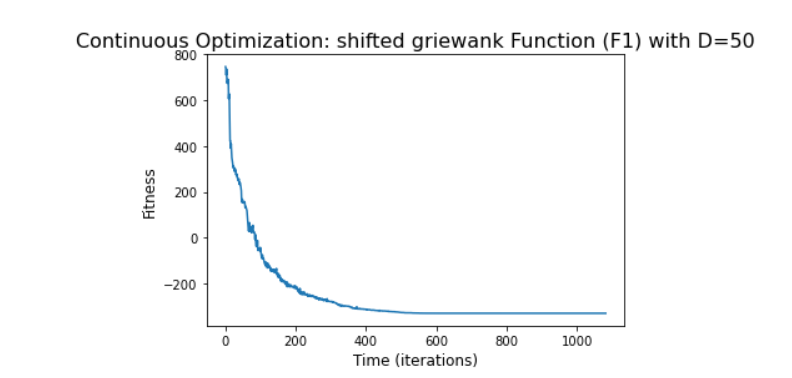 Continuous Optimization: shifted griewank Function (F1) with D=50
800
600
400
200
0
−200
Fitness
0 200 400 600 800 1000
Time (iterations)